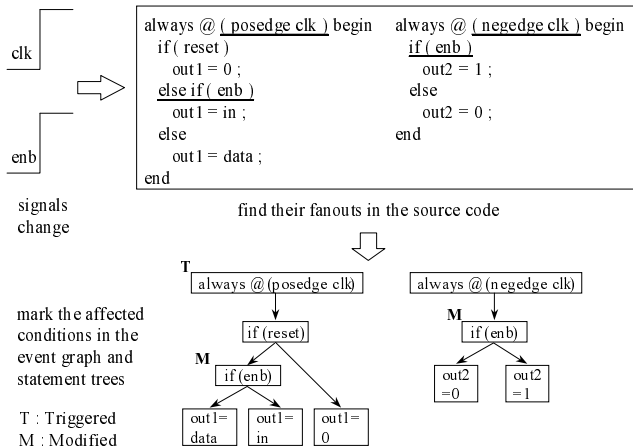 clk
enb
signals
change
always @ ( posedge clk ) begin
if ( reset )
out1 = 0 ;
else if ( enb )
out1 = in ;
else
out1 = data ;
end
always @ ( negedge clk ) begin
if ( enb )
out2 = 1 ;
else
out2 = 0 ;
end
find their fanouts in the source code
mark the affected
conditions in the
event graph and
statement trees
T : Triggered
M : Modified
T
always @ (posedge clk)
if (reset)
M
if (enb)
out1=
data
out1=
in
out1=
0
always @ (negedge clk)
M
if (enb)
out2
=0
out2
=1